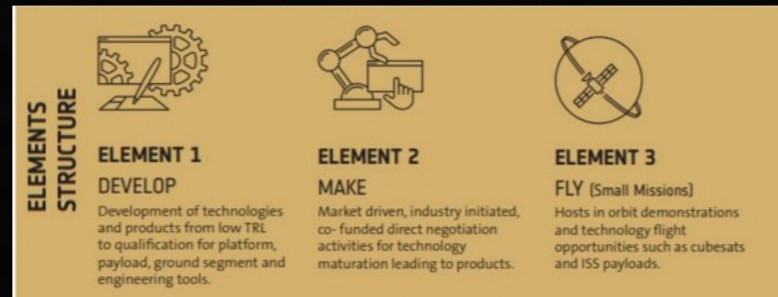 ELEMENTS
STRUCTURE
ELEMENT 1
DEVELOP
Development of technologies
and products from low TRL
to qualification for platform,
payload, ground segment and
engineering tools.
ELEMENT 2
MAKE
Market driven, industry initiated,
co- funded direct negotiation
activities for technology
maturation leading to products.
ELEMENT 3
FLY (Small Missions)
Hosts in orbit demonstrations
and technology flight
opportunities such as cubesats
and ISS payloads.